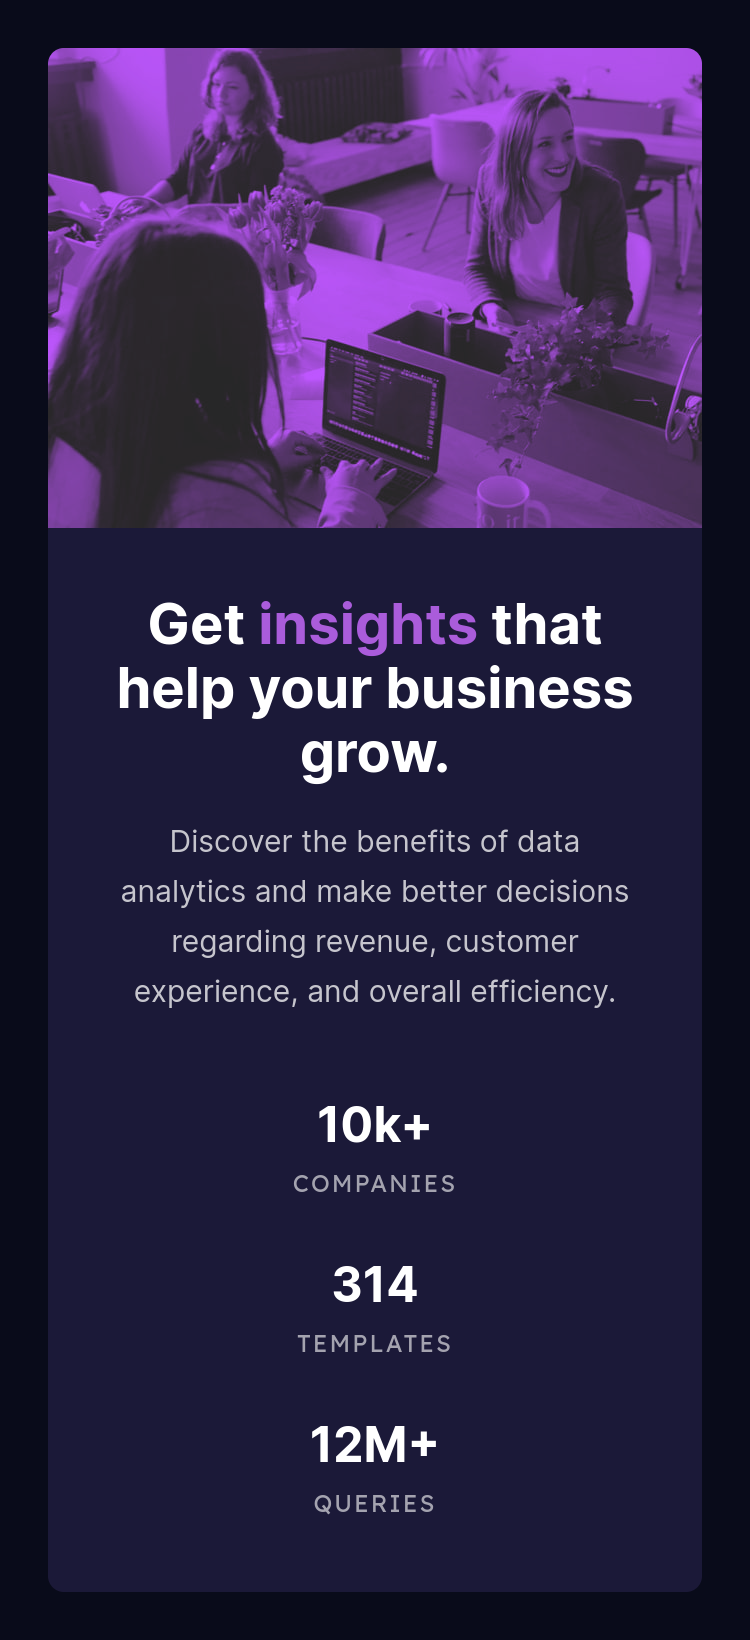 Get insights that
help your business
grow.
Discover the benefits of data
analytics and make better decisions
regarding revenue, customer
experience, and overall efficiency.
10k+
COMPANIES
314
TEMPLATES
12M+
QUERIES